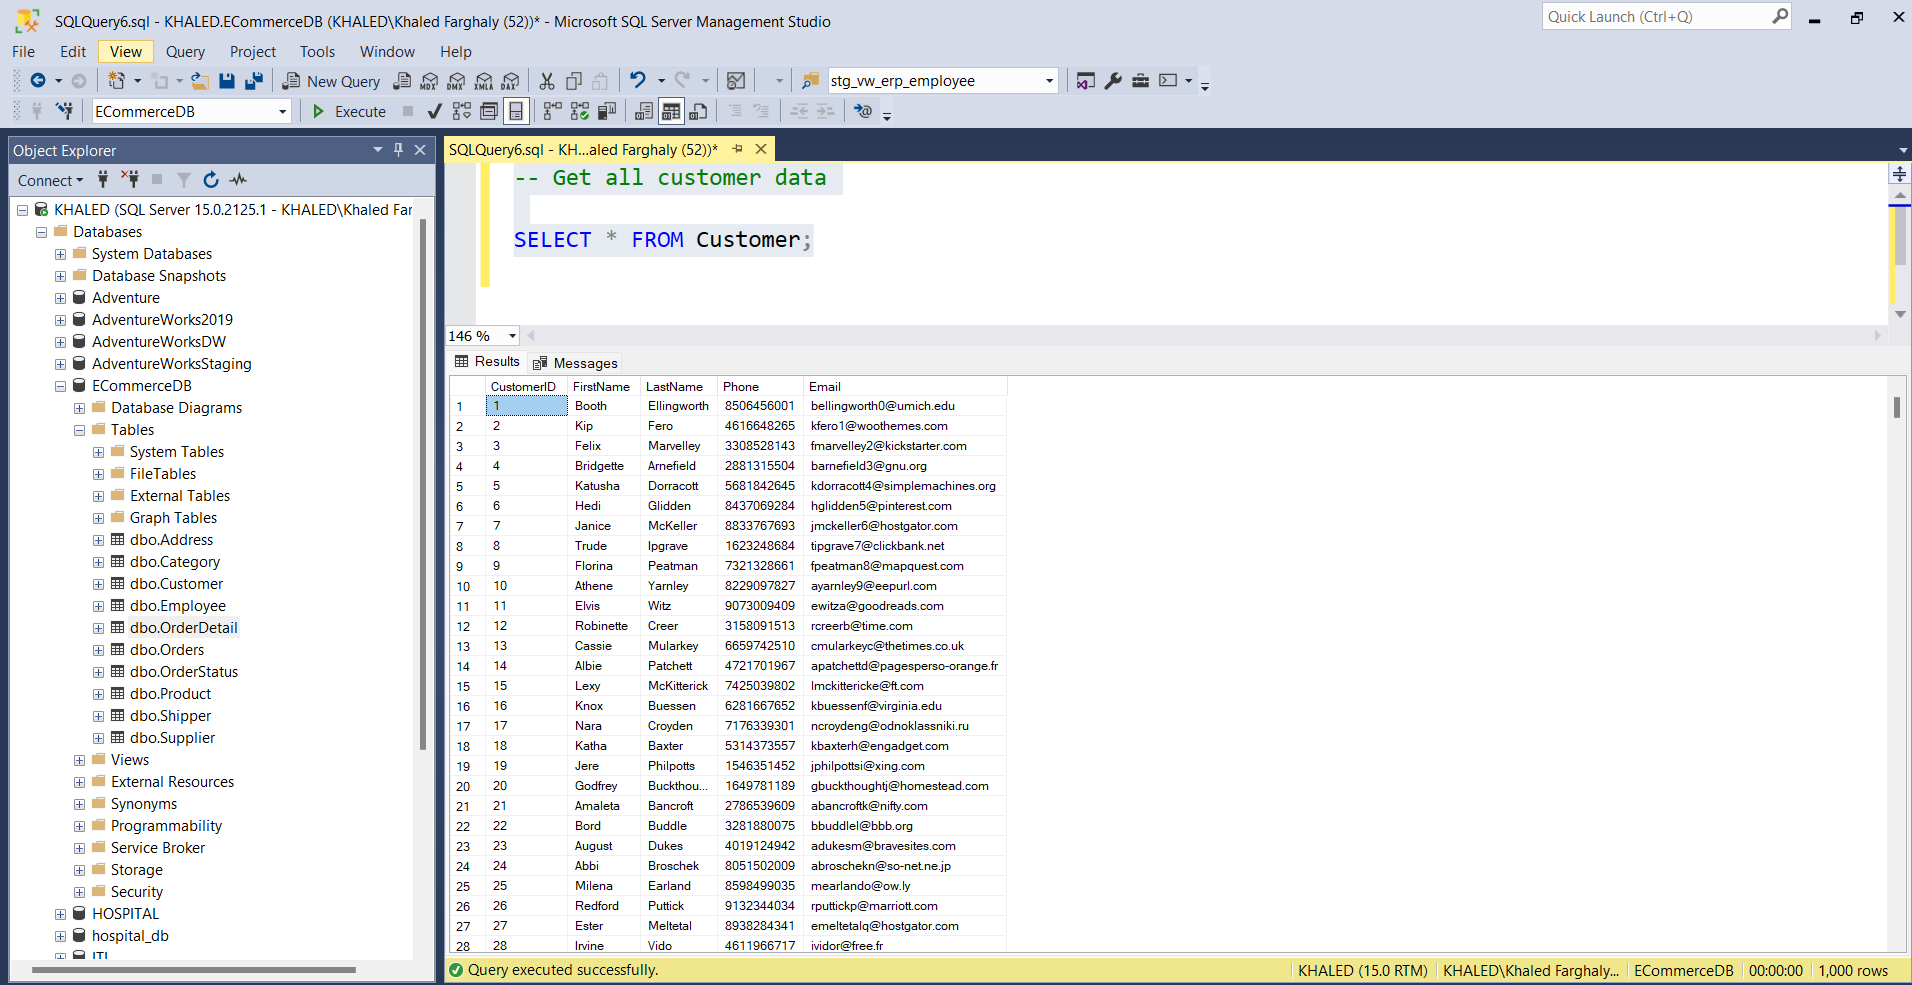 SQLQuery6.sql - KHALED.ECommerceDB (KHALED\Khaled Farghaly (52))* - Microsoft SQL Server Management Studio
Quick Launch (Ctrl+Q)
File Edit View Query Project Tools Window Help
New Query MDX DMX XMLA DAX stg_vw_erp_employee
ECommerceDB Execute
Object Explorer
Connect
KHALED (SQL Server 15.0.2125.1 - KHALED\Khaled Far
Databases
System Databases
Database Snapshots
Adventure
AdventureWorks2019
AdventureWorksDW
AdventureWorksStaging
ECommerceDB
Database Diagrams
Tables
System Tables
FileTables
External Tables
Graph Tables
dbo.Address
dbo.Category
dbo.Customer
dbo.Employee
dbo.OrderDetail
dbo.Orders
dbo.OrderStatus
dbo.Product
dbo.Shipper
dbo.Supplier
Views
External Resources
Synonyms
Programmability
Service Broker
Storage
Security
HOSPITAL
hospital_db
ITI
SQLQuery6.sql - KH...aled Farghaly (52))*
-- Get all customer data
SELECT * FROM Customer;
146 %
Results Messages
CustomerID FirstName LastName Phone Email
1 1 Booth Ellingworth 8506456001 bellingworth0@umich.edu
2 2 Kip Fero 4616648265 kfero1@woothemes.com
3 3 Felix Marvelley 3308528143 fmarvelley2@kickstarter.com
4 4 Bridgette Arnefield 2881315504 barnefield3@gnu.org
5 5 Katusha Dorracott 5681842645 kdorracott4@simplemachines.org
6 6 Hedi Glidden 8437069284 hglidden5@pinterest.com
7 7 Janice McKeller 8833767693 jmckeller6@hostgator.com
8 8 Trude Ipgrave 1623248684 tipgrave7@clickbank.net
9 9 Florina Peatman 7321328661 fpeatman8@mapquest.com
10 10 Athene Yarnley 8229097827 ayarnley9@eepurl.com
11 11 Elvis Witz 9073009409 ewitza@goodreads.com
12 12 Robinette Creer 3158091513 rcreerb@time.com
13 13 Cassie Mularkey 6659742510 cmularkeyc@thetimes.co.uk
14 14 Albie Patchett 4721701967 apatchettd@pagesperso-orange.fr
15 15 Lexy McKitterick 7425039802 lmckittericke@ft.com
16 16 Knox Buessen 6281667652 kbuessenf@virginia.edu
17 17 Nara Croyden 7176339301 ncroydeng@odnoklassniki.ru
18 18 Katha Baxter 5314373557 kbaxterh@engadget.com
19 19 Jere Philpotts 1546351452 jphilpottsi@xing.com
20 20 Godfrey Buckthou... 1649781189 gbuckthoughtj@homestead.com
21 21 Amaleta Bancroft 2786539609 abancroftk@nifty.com
22 22 Bord Buddle 3281880075 bbuddlel@bbb.org
23 23 August Dukes 4019124942 adukesm@bravesites.com
24 24 Abbi Broschek 8051502009 abroschekn@so-net.ne.jp
25 25 Milena Earland 8598499035 mearlando@ow.ly
26 26 Redford Puttick 9132344034 rputtickp@marriott.com
27 27 Ester Meltetal 8938284341 emeltetalq@hostgator.com
28 28 Irvine Vido 4611966717 ividor@free.fr
Query executed successfully. KHALED (15.0 RTM) KHALED\Khaled Farghaly... ECommerceDB 00:00:00 1,000 rows